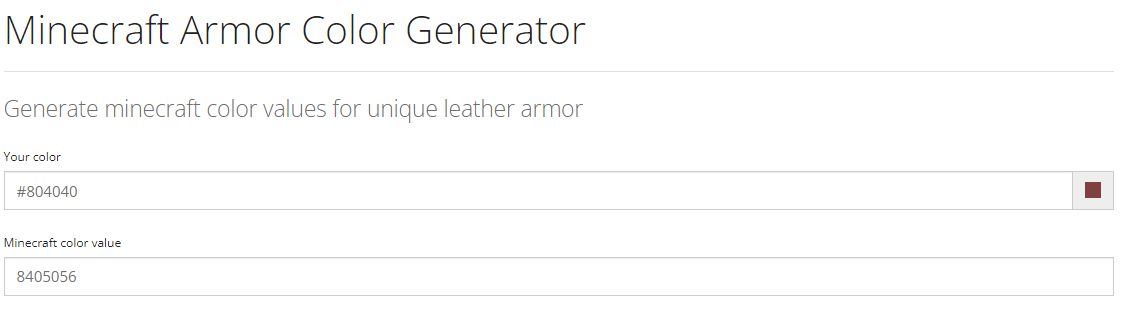 Minecraft Armor Color Generator
Generate minecraft color values for unique leather armor
Your color
#804040
Minecraft color value
8405056